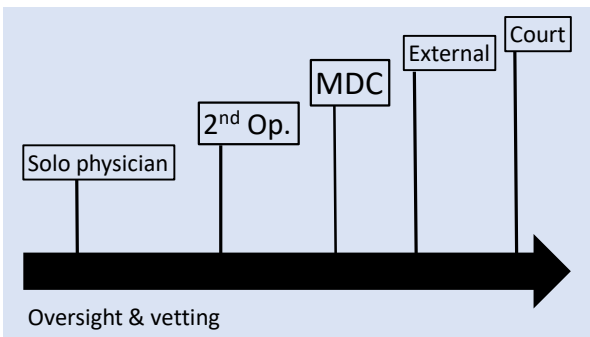 Solo physician
2nd Op.
MDC
External
Court
Oversight & vetting